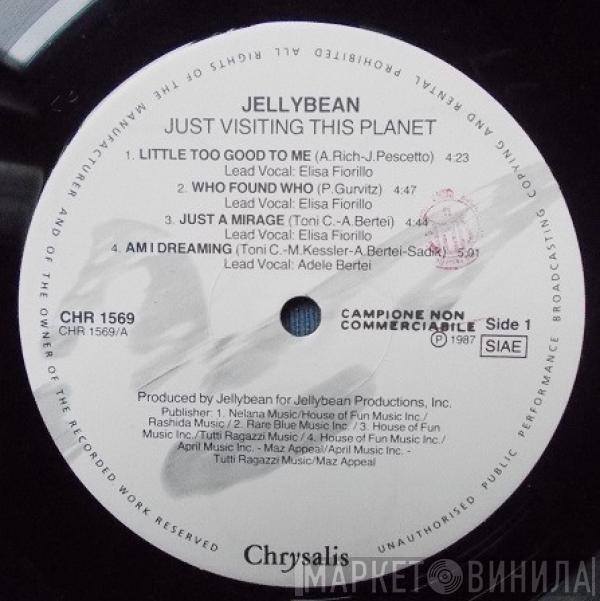 ALL RIGHTS OF THE MANUFACTURER AND OF THE OWNER OF THE RECORDED WORK RESERVED
UNAUTHORISED PUBLIC PERFORMANCE BROADCASTING COPYING AND RENTAL PROHIBITED
JELLYBEAN
JUST VISITING THIS PLANET
1. LITTLE TOO GOOD TO ME (A.Rich-J.Pescetto) 4:23
Lead Vocal: Elisa Fiorillo
2. WHO FOUND WHO (P.Gurvitz) 4:47
Lead Vocal: Elisa Fiorillo
3. JUST A MIRAGE (Toni C.-A.Bertei) 4:44
Lead Vocal: Elisa Fiorillo
4. AM I DREAMING (Toni C.-M.Kessler-A.Bertei-Sadik) 5:01
Lead Vocal: Adele Bertei
CHR 1569
CHR 1569/A
CAMPIONE NON
COMMERCIABILE
Side 1
℗ 1987
SIAE
Produced by Jellybean for Jellybean Productions, Inc.
Publisher: 1. Nelana Music/House of Fun Music Inc./
Rashida Music/2. Rare Blue Music Inc. / 3. House of Fun
Music Inc./Tutti Ragazzi Music / 4. House of Fun Music Inc./
April Music Inc. - Maz Appeal/April Music Inc. -
Tutti Ragazzi Music/Maz Appeal
Chrysalis
МАРКЕТ ВИНИЛА